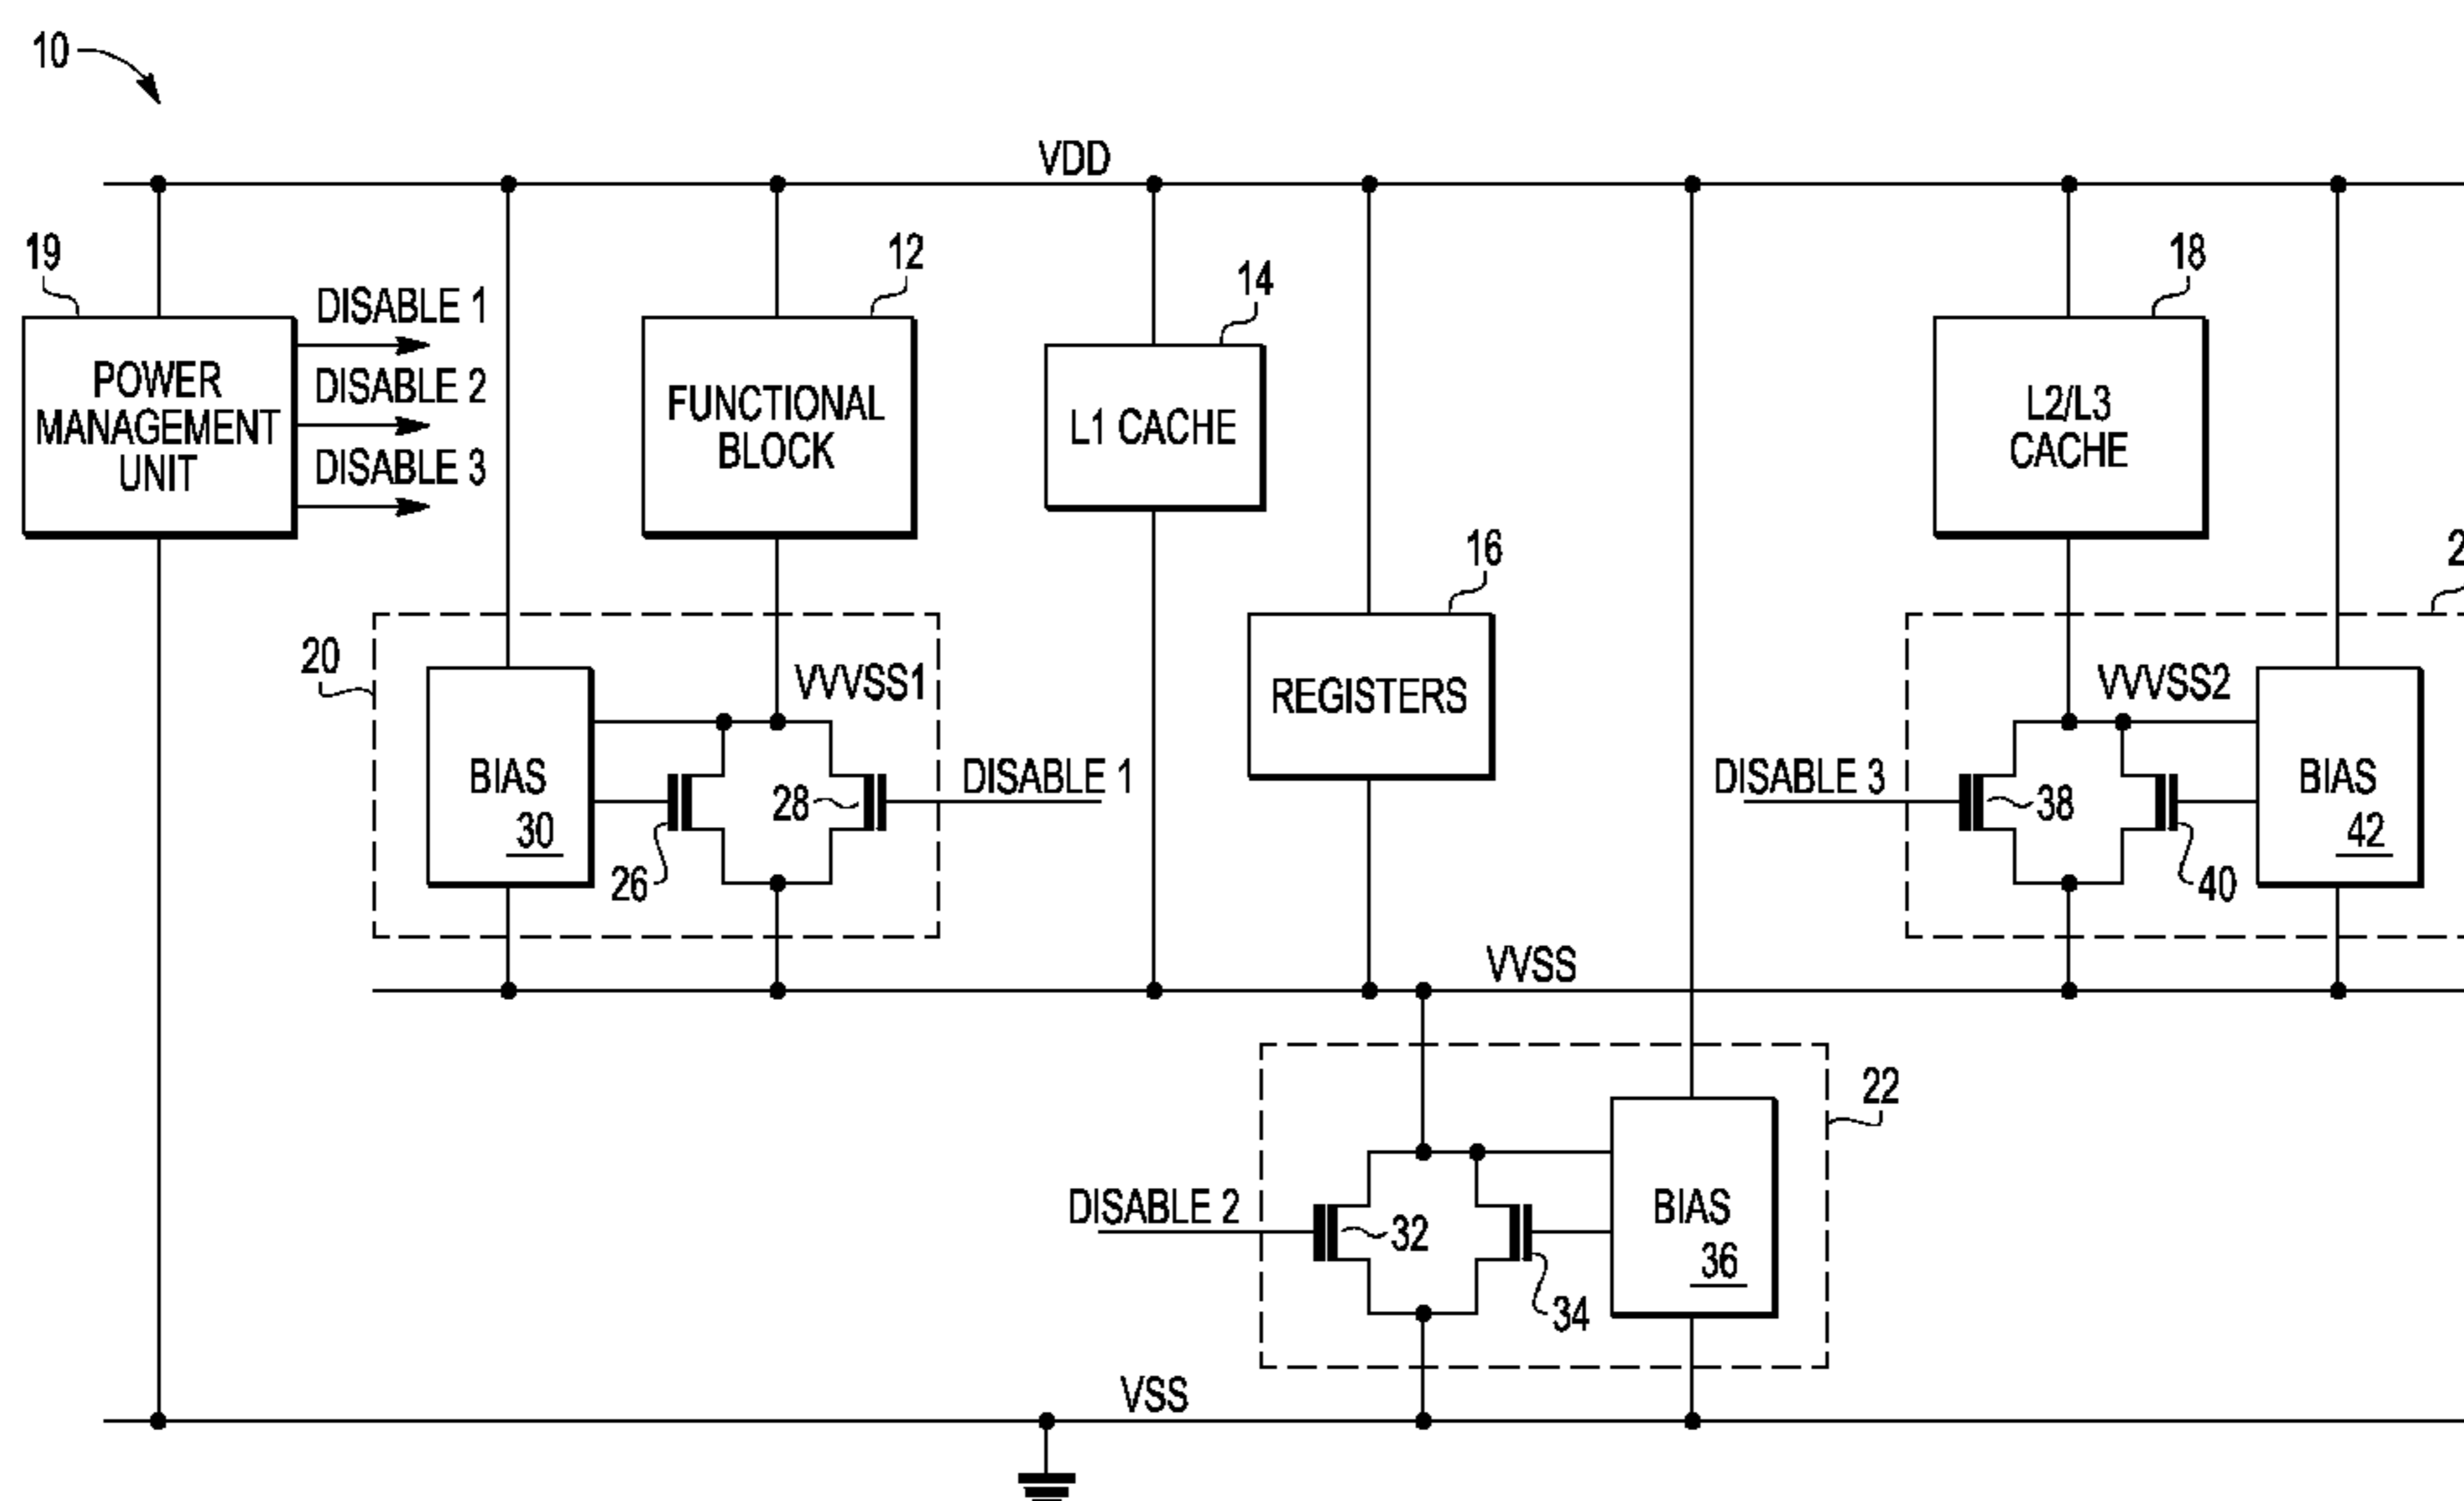 10
VDD
19
DISABLE 1
DISABLE 2
DISABLE 3
POWER
MANAGEMENT
UNIT
12
FUNCTIONAL
BLOCK
14
L1 CACHE
16
REGISTERS
18
L2/L3
CACHE
20
VVVSS1
BIAS
30
26
28
DISABLE 1
VVVSS2
DISABLE 3
38
40
BIAS
42
VVSS
22
DISABLE 2
32
34
BIAS
36
VSS